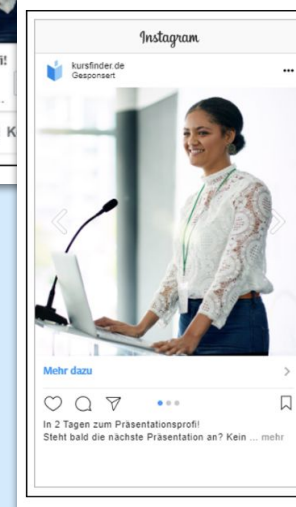 Instagram
kursfinder.de
Gesponsert
Mehr dazu
In 2 Tagen zum Präsentationsprofi!
Steht bald die nächste Präsentation an? Kein ... mehr